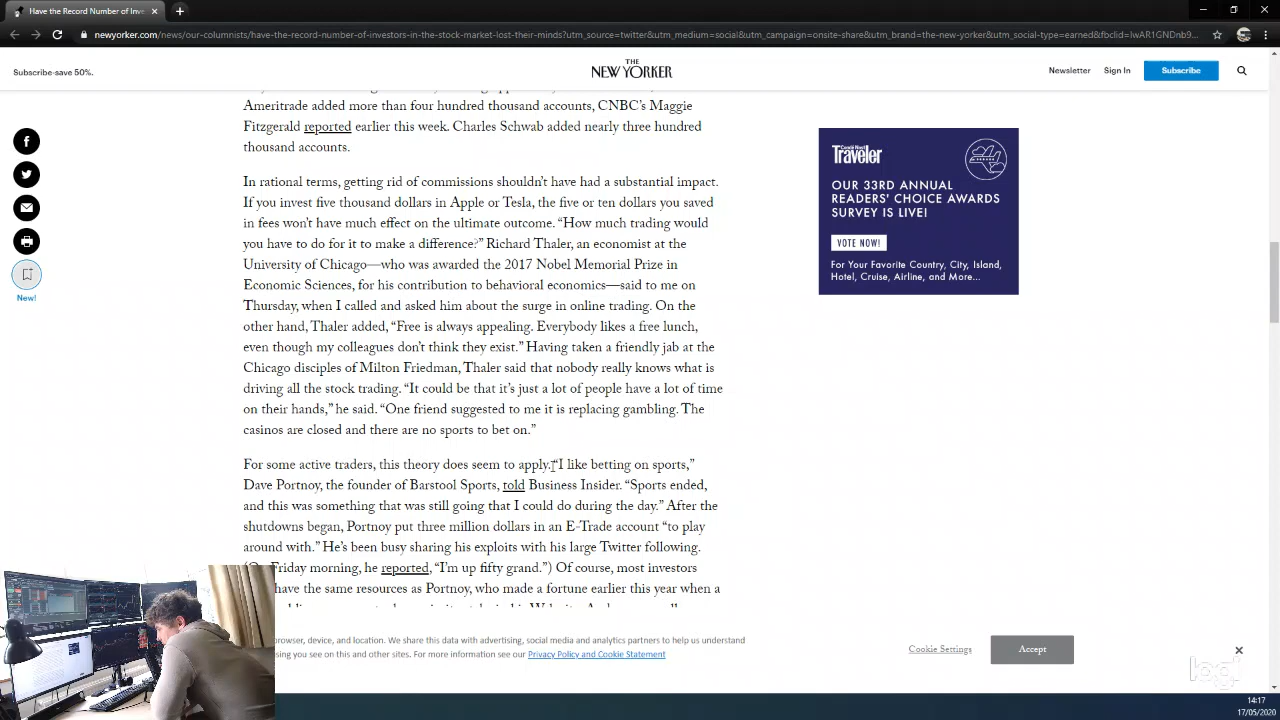 Have the Record Number of Inv
newyorker.com/news/our-columnists/have-the-record-number-of-investors-in-the-stock-market-lost-their-minds?utm_source=twitter&utm_medium=social&utm_campaign=onsite-share&utm_brand=the-new-yorker&utm_social-type=earned&fbclid=IwAR1GNDnb9...
Subscribe-save 50%.
THE
NEW YORKER
Newsletter
Sign In
Subscribe
Ameritrade added more than four hundred thousand accounts, CNBC's Maggie
Fitzgerald reported earlier this week. Charles Schwab added nearly three hundred
thousand accounts.
In rational terms, getting rid of commissions shouldn't have had a substantial impact.
If you invest five thousand dollars in Apple or Tesla, the five or ten dollars you saved
in fees won't have much effect on the ultimate outcome. “How much trading would
you have to do for it to make a difference?” Richard Thaler, an economist at the
University of Chicago—who was awarded the 2017 Nobel Memorial Prize in
Economic Sciences, for his contribution to behavioral economics—said to me on
Thursday, when I called and asked him about the surge in online trading. On the
other hand, Thaler added, “Free is always appealing. Everybody likes a free lunch,
even though my colleagues don't think they exist.” Having taken a friendly jab at the
Chicago disciples of Milton Friedman, Thaler said that nobody really knows what is
driving all the stock trading. “It could be that it's just a lot of people have a lot of time
on their hands,” he said. “One friend suggested to me it is replacing gambling. The
casinos are closed and there are no sports to bet on.”
For some active traders, this theory does seem to apply. “I like betting on sports,”
Dave Portnoy, the founder of Barstool Sports, told Business Insider. “Sports ended,
and this was something that was still going that I could do during the day.” After the
shutdowns began, Portnoy put three million dollars in an E-Trade account “to play
around with.” He's been busy sharing his exploits with his large Twitter following.
Friday morning, he reported, “I'm up fifty grand.”) Of course, most investors
have the same resources as Portnoy, who made a fortune earlier this year when a
New!
Condé Nast
Traveler
OUR 33RD ANNUAL
READERS' CHOICE AWARDS
SURVEY IS LIVE!
VOTE NOW!
For Your Favorite Country, City, Island,
Hotel, Cruise, Airline, and More...
browser, device, and location. We share this data with advertising, social media and analytics partners to help us understand
you see on this and other sites. For more information see our Privacy Policy and Cookie Statement
Cookie Settings
Accept
14:17
17/05/2020